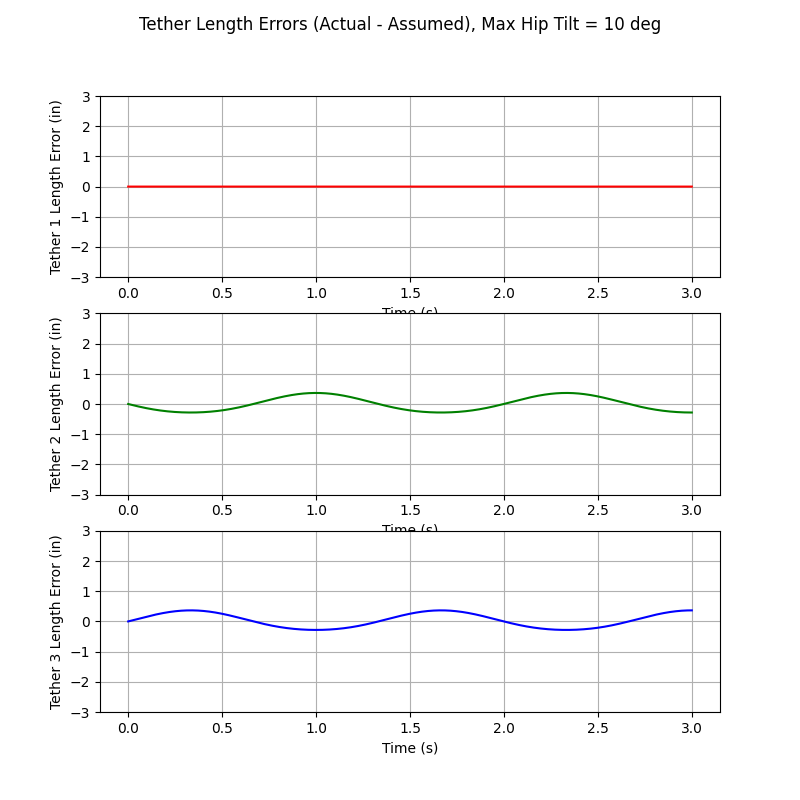 Tether Length Errors (Actual - Assumed), Max Hip Tilt = 10 deg
Tether 1 Length Error (in)
3
2
1
0
−1
−2
−3
0.0 0.5 1.0 1.5 2.0 2.5 3.0
Time (s)
Tether 2 Length Error (in)
3
2
1
0
−1
−2
−3
0.0 0.5 1.0 1.5 2.0 2.5 3.0
Time (s)
Tether 3 Length Error (in)
3
2
1
0
−1
−2
−3
0.0 0.5 1.0 1.5 2.0 2.5 3.0
Time (s)